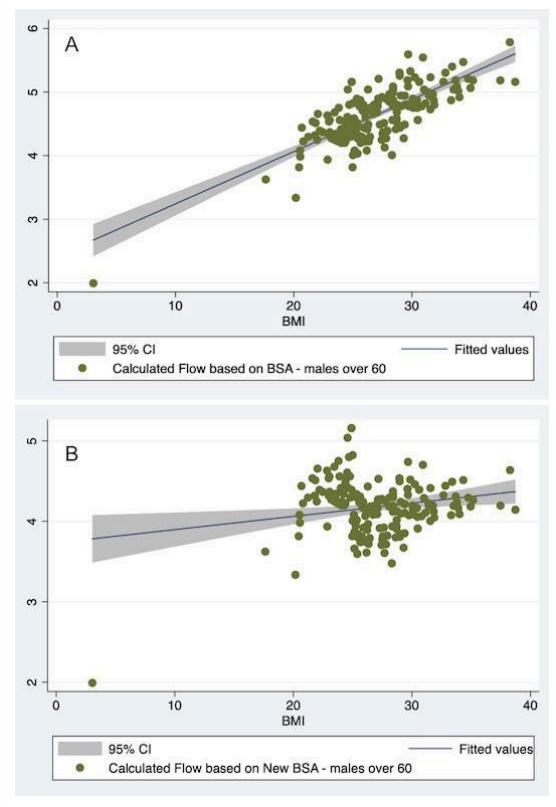 A
6
5
4
3
2
0 10 20 30 40
BMI
95% CI Fitted values
Calculated Flow based on BSA - males over 60
B
5
4
3
2
0 10 20 30 40
BMI
95% CI Fitted values
Calculated Flow based on New BSA - males over 60